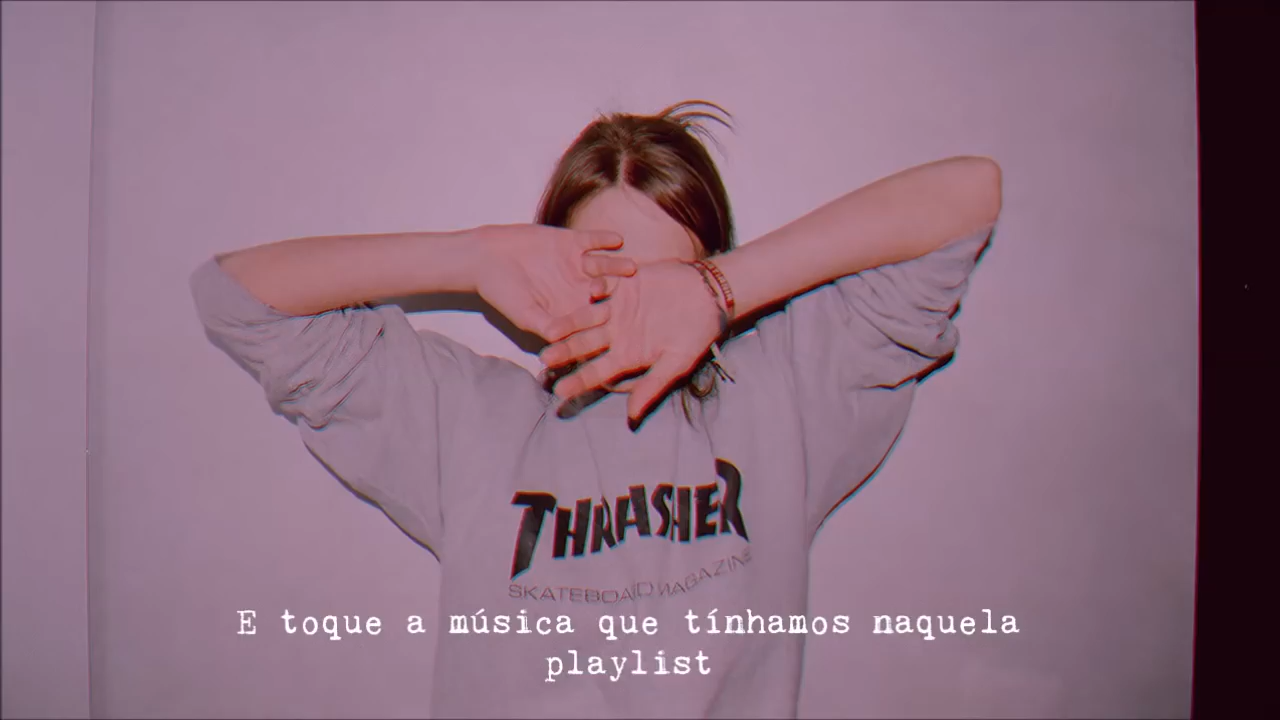 THRASHER
SKATEBOARD MAGAZINE
E toque a música que tínhamos naquela
playlist